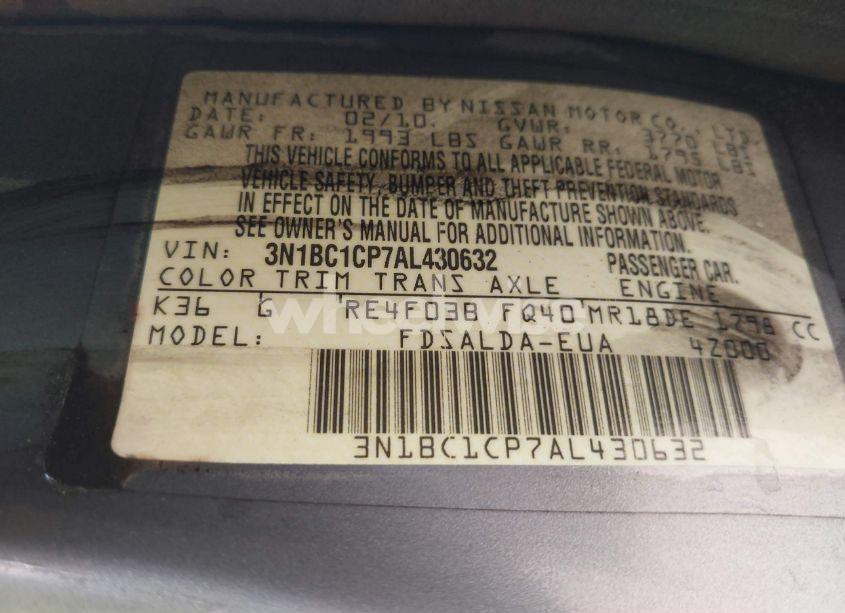 MANUFACTURED BY NISSAN MOTOR CO., LTD.
DATE: 02/10. GVWR: 3770 LBS
GAWR FR: 1993 LBS GAWR RR: 1795 LBS
THIS VEHICLE CONFORMS TO ALL APPLICABLE FEDERAL MOTOR
VEHICLE SAFETY, BUMPER AND THEFT PREVENTION STANDARDS
IN EFFECT ON THE DATE OF MANUFACTURE SHOWN ABOVE.
SEE OWNER'S MANUAL FOR ADDITIONAL INFORMATION.
VIN: 3N1BC1CP7AL430632 PASSENGER CAR.
COLOR TRIM TRANS AXLE ENGINE
K36 G RE4F03B FQ40 MR18DE 1798 CC
MODEL: FDSALDA-EUA 42000
3N1BC1CP7AL430632
wheelwise